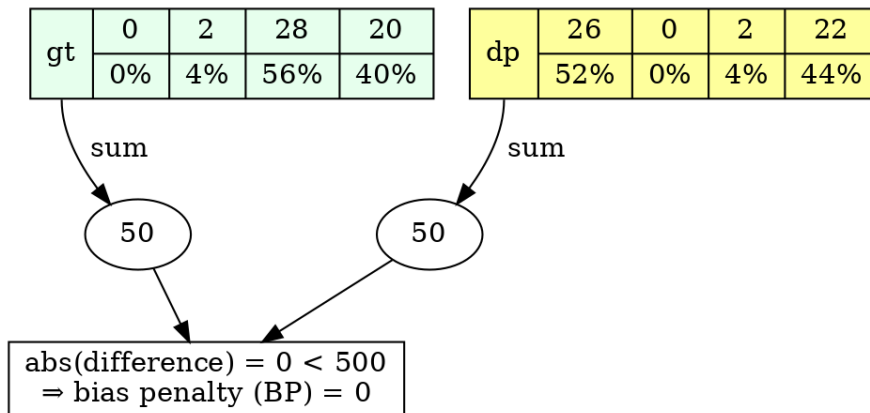 gt 0 2 28 20
0% 4% 56% 40%
dp 26 0 2 22
52% 0% 4% 44%
sum
sum
50
50
abs(difference) = 0 < 500
⇒ bias penalty (BP) = 0